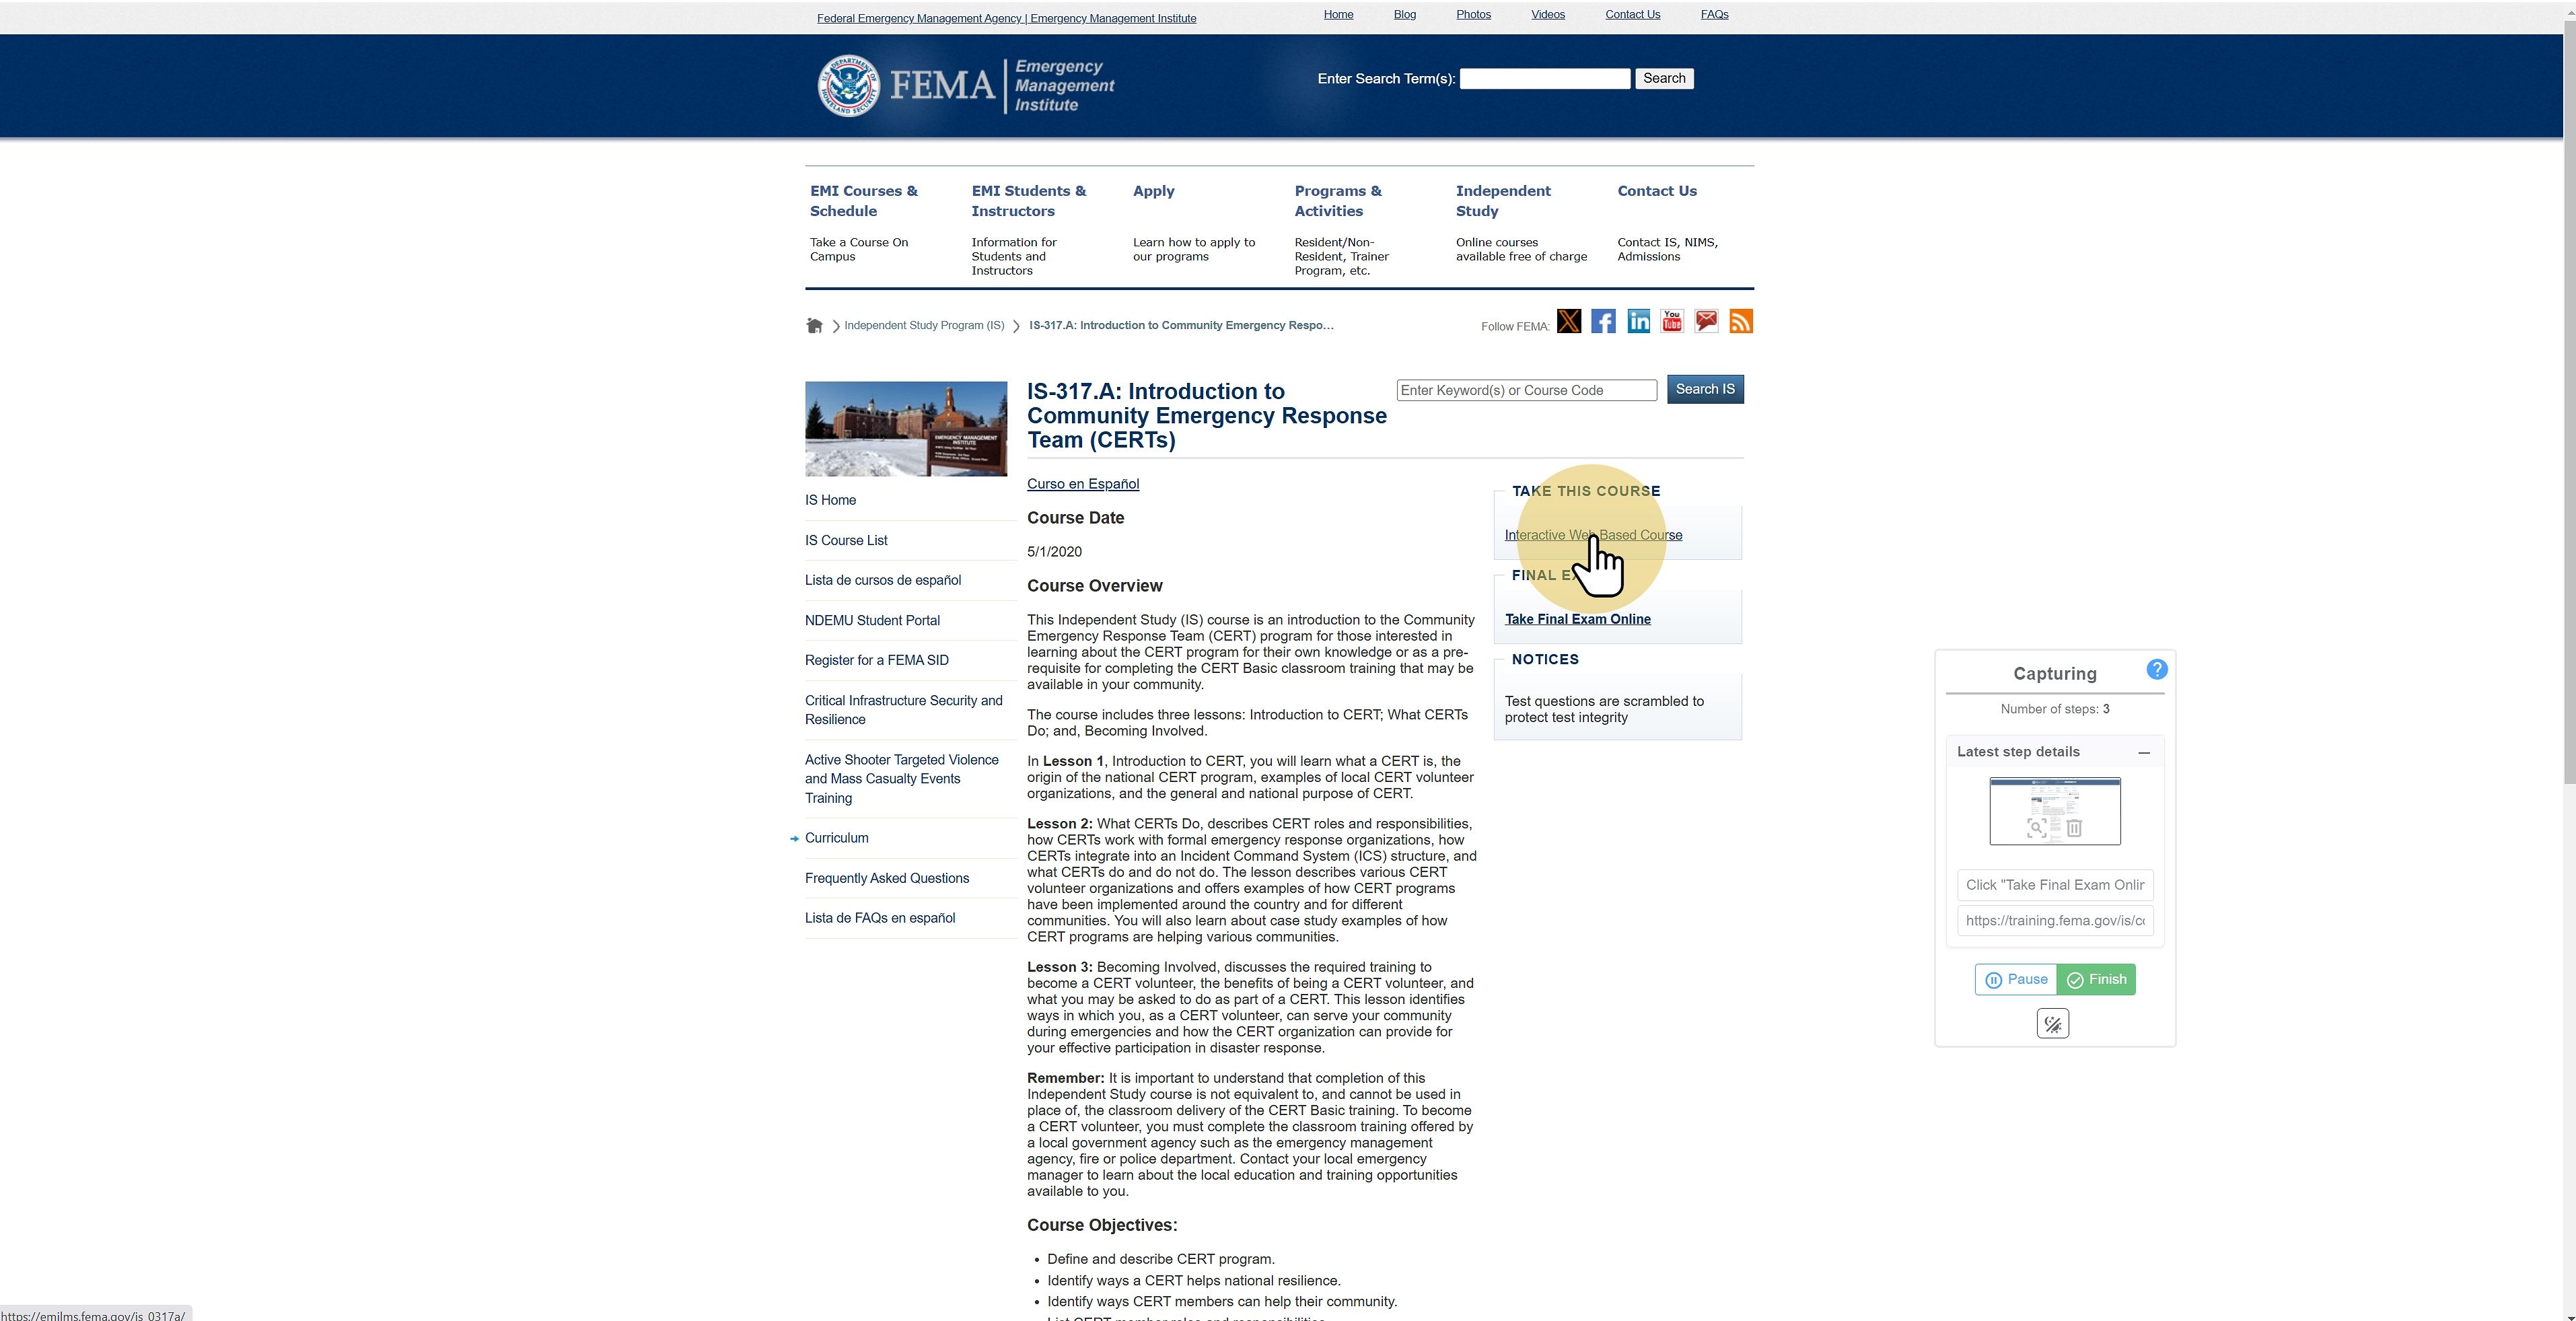 Federal Emergency Management Agency | Emergency Management Institute
Home Blog Photos Videos Contact Us FAQs
FEMA
Emergency
Management
Institute
Enter Search Term(s): Search
EMI Courses &
Schedule
Take a Course On
Campus
EMI Students &
Instructors
Information for
Students and
Instructors
Apply
Learn how to apply to
our programs
Programs &
Activities
Resident/Non-
Resident, Trainer
Program, etc.
Independent
Study
Online courses
available free of charge
Contact Us
Contact IS, NIMS,
Admissions
Independent Study Program (IS) IS-317.A: Introduction to Community Emergency Respo...
Follow FEMA:
EMERGENCY MANAGEMENT
INSTITUTE
IS Home
IS Course List
Lista de cursos de español
NDEMU Student Portal
Register for a FEMA SID
Critical Infrastructure Security and
Resilience
Active Shooter Targeted Violence
and Mass Casualty Events
Training
Curriculum
Frequently Asked Questions
Lista de FAQs en español
IS-317.A: Introduction to
Community Emergency Response
Team (CERTs)
Enter Keyword(s) or Course Code Search IS
Curso en Español
Course Date
5/1/2020
Course Overview
This Independent Study (IS) course is an introduction to the Community
Emergency Response Team (CERT) program for those interested in
learning about the CERT program for their own knowledge or as a pre-
requisite for completing the CERT Basic classroom training that may be
available in your community.
The course includes three lessons: Introduction to CERT; What CERTs
Do; and, Becoming Involved.
In Lesson 1, Introduction to CERT, you will learn what a CERT is, the
origin of the national CERT program, examples of local CERT volunteer
organizations, and the general and national purpose of CERT.
Lesson 2: What CERTs Do, describes CERT roles and responsibilities,
how CERTs work with formal emergency response organizations, how
CERTs integrate into an Incident Command System (ICS) structure, and
what CERTs do and do not do. The lesson describes various CERT
volunteer organizations and offers examples of how CERT programs
have been implemented around the country and for different
communities. You will also learn about case study examples of how
CERT programs are helping various communities.
Lesson 3: Becoming Involved, discusses the required training to
become a CERT volunteer, the benefits of being a CERT volunteer, and
what you may be asked to do as part of a CERT. This lesson identifies
ways in which you, as a CERT volunteer, can serve your community
during emergencies and how the CERT organization can provide for
your effective participation in disaster response.
Remember: It is important to understand that completion of this
Independent Study course is not equivalent to, and cannot be used in
place of, the classroom delivery of the CERT Basic training. To become
a CERT volunteer, you must complete the classroom training offered by
a local government agency such as the emergency management
agency, fire or police department. Contact your local emergency
manager to learn about the local education and training opportunities
available to you.
Course Objectives:
• Define and describe CERT program.
• Identify ways a CERT helps national resilience.
• Identify ways CERT members can help their community.
TAKE THIS COURSE
Interactive Web Based Course
FINAL
Take Final Exam Online
NOTICES
Test questions are scrambled to
protect test integrity
Capturing
?
Number of steps: 3
Latest step details
Click "Take Final Exam Onlin
https://training.fema.gov/is/co
Pause Finish
https://emilms.fema.gov/is_0317a/